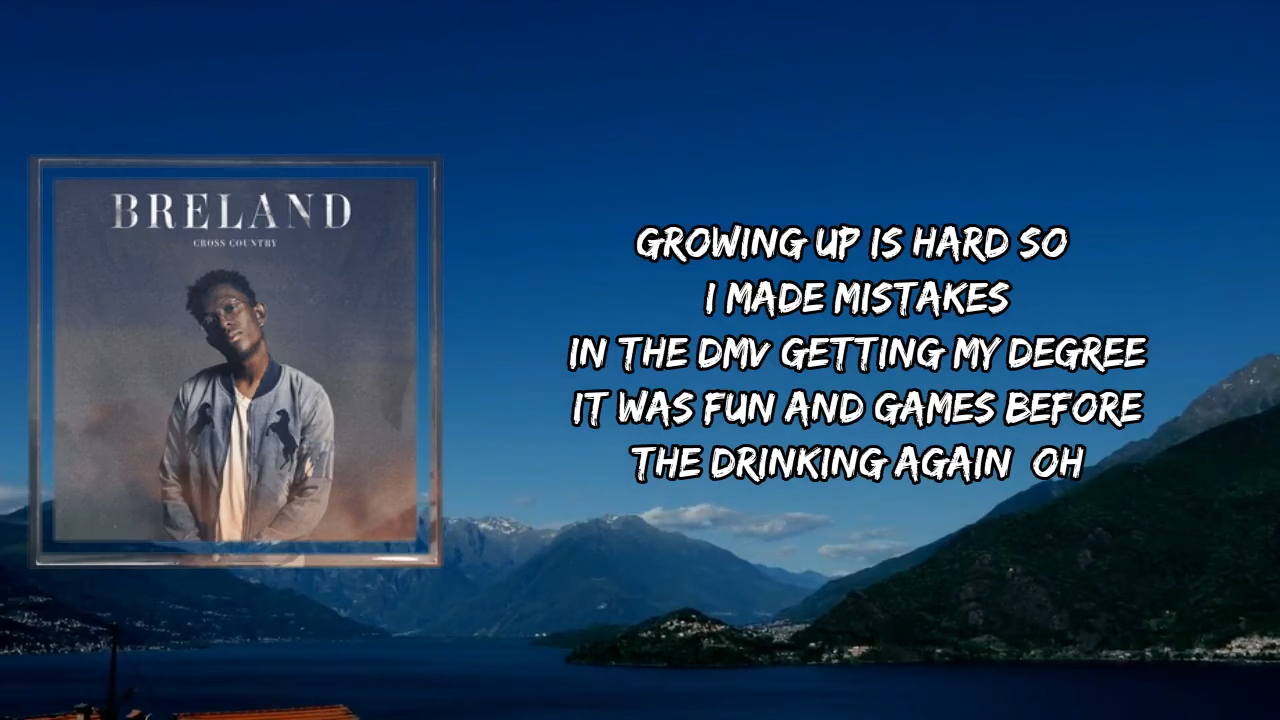 BRELAND
CROSS COUNTRY
GROWING UP IS HARD SO
I MADE MISTAKES
IN THE DMV GETTING MY DEGREE
IT WAS FUN AND GAMES BEFORE
THE DRINKING AGAIN OH